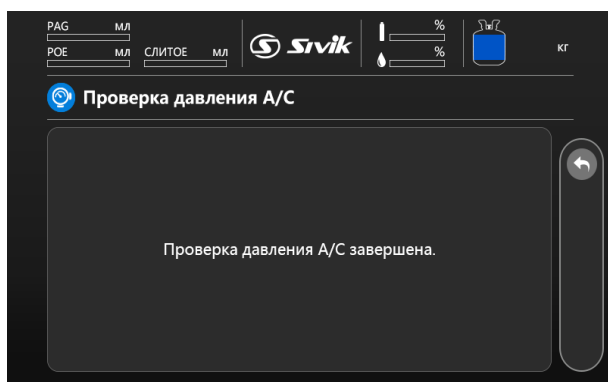 PAG мл
POE мл СЛИТОЕ мл
Sivik
%
%
кг
Проверка давления А/С
Проверка давления А/С завершена.